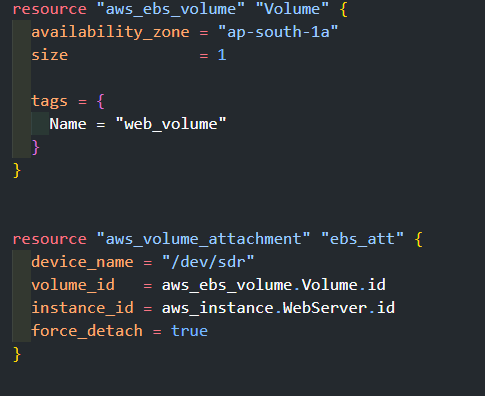 resource "aws_ebs_volume" "Volume" {
  availability_zone = "ap-south-1a"
  size              = 1

  tags = {
    Name = "web_volume"
  }
}


resource "aws_volume_attachment" "ebs_att" {
  device_name = "/dev/sdr"
  volume_id   = aws_ebs_volume.Volume.id
  instance_id = aws_instance.WebServer.id
  force_detach = true
}